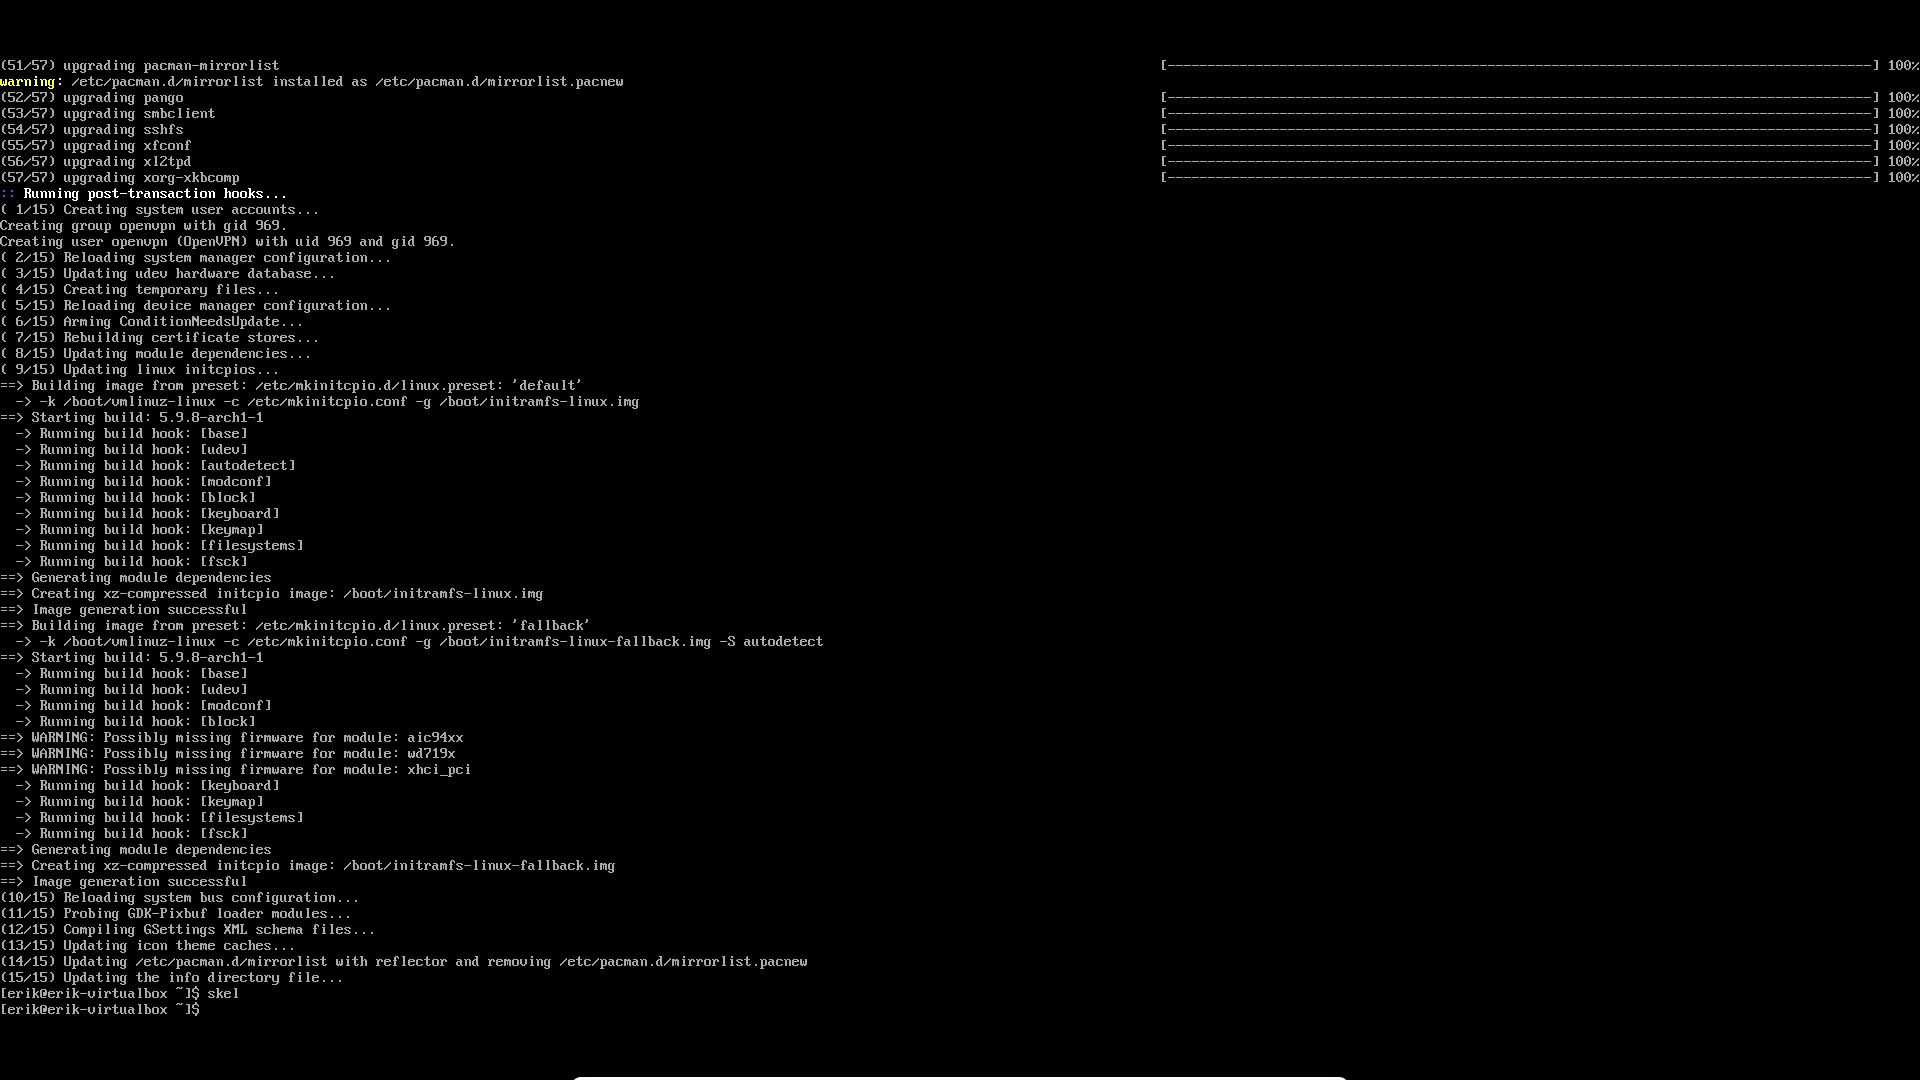 (51/57) upgrading pacman-mirrorlist [----------------------------------------------------------------------------------------] 100%
warning: /etc/pacman.d/mirrorlist installed as /etc/pacman.d/mirrorlist.pacnew
(52/57) upgrading pango [----------------------------------------------------------------------------------------] 100%
(53/57) upgrading smbclient [----------------------------------------------------------------------------------------] 100%
(54/57) upgrading sshfs [----------------------------------------------------------------------------------------] 100%
(55/57) upgrading xfconf [----------------------------------------------------------------------------------------] 100%
(56/57) upgrading xl2tpd [----------------------------------------------------------------------------------------] 100%
(57/57) upgrading xorg-xkbcomp [----------------------------------------------------------------------------------------] 100%
:: Running post-transaction hooks...
( 1/15) Creating system user accounts...
Creating group openvpn with gid 969.
Creating user openvpn (OpenVPN) with uid 969 and gid 969.
( 2/15) Reloading system manager configuration...
( 3/15) Updating udev hardware database...
( 4/15) Creating temporary files...
( 5/15) Reloading device manager configuration...
( 6/15) Arming ConditionNeedsUpdate...
( 7/15) Rebuilding certificate stores...
( 8/15) Updating module dependencies...
( 9/15) Updating linux initcpios...
==> Building image from preset: /etc/mkinitcpio.d/linux.preset: 'default'
  -> -k /boot/vmlinuz-linux -c /etc/mkinitcpio.conf -g /boot/initramfs-linux.img
==> Starting build: 5.9.8-arch1-1
  -> Running build hook: [base]
  -> Running build hook: [udev]
  -> Running build hook: [autodetect]
  -> Running build hook: [modconf]
  -> Running build hook: [block]
  -> Running build hook: [keyboard]
  -> Running build hook: [keymap]
  -> Running build hook: [filesystems]
  -> Running build hook: [fsck]
==> Generating module dependencies
==> Creating xz-compressed initcpio image: /boot/initramfs-linux.img
==> Image generation successful
==> Building image from preset: /etc/mkinitcpio.d/linux.preset: 'fallback'
  -> -k /boot/vmlinuz-linux -c /etc/mkinitcpio.conf -g /boot/initramfs-linux-fallback.img -S autodetect
==> Starting build: 5.9.8-arch1-1
  -> Running build hook: [base]
  -> Running build hook: [udev]
  -> Running build hook: [modconf]
  -> Running build hook: [block]
==> WARNING: Possibly missing firmware for module: aic94xx
==> WARNING: Possibly missing firmware for module: wd719x
==> WARNING: Possibly missing firmware for module: xhci_pci
  -> Running build hook: [keyboard]
  -> Running build hook: [keymap]
  -> Running build hook: [filesystems]
  -> Running build hook: [fsck]
==> Generating module dependencies
==> Creating xz-compressed initcpio image: /boot/initramfs-linux-fallback.img
==> Image generation successful
(10/15) Reloading system bus configuration...
(11/15) Probing GDK-Pixbuf loader modules...
(12/15) Compiling GSettings XML schema files...
(13/15) Updating icon theme caches...
(14/15) Updating /etc/pacman.d/mirrorlist with reflector and removing /etc/pacman.d/mirrorlist.pacnew
(15/15) Updating the info directory file...
[erik@erik-virtualbox ~]$ skel
[erik@erik-virtualbox ~]$